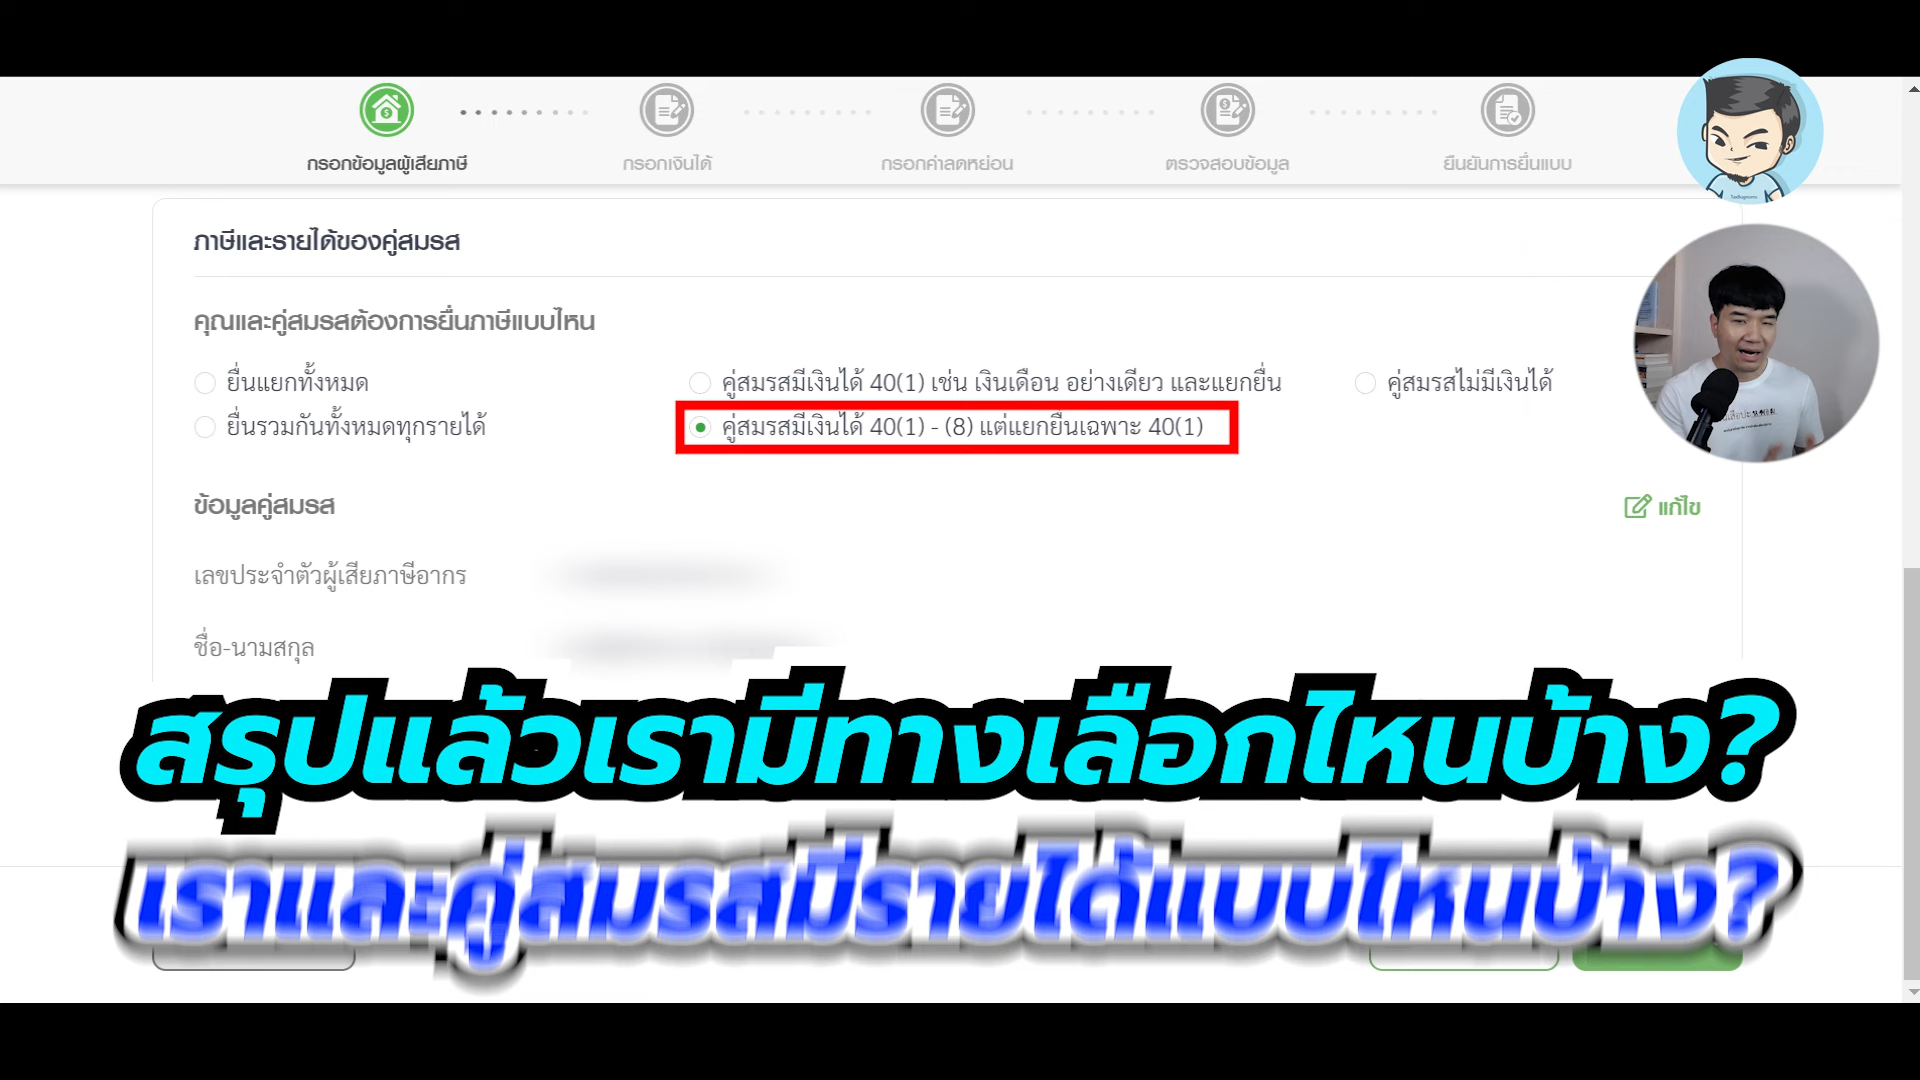 กรอกข้อมูลผู้เสียภาษี
กรอกเงินได้
กรอกค่าลดหย่อน
ตรวจสอบข้อมูล
ยืนยันการยื่นแบบ
ภาษีและรายได้ของคู่สมรส
คุณและคู่สมรสต้องการยื่นภาษีแบบไหน
ยื่นแยกทั้งหมด
คู่สมรสมีเงินได้ 40(1) เช่น เงินเดือน อย่างเดียว และแยกยื่น
คู่สมรสไม่มีเงินได้
ยื่นรวมกันทั้งหมดทุกรายได้
คู่สมรสมีเงินได้ 40(1) - (8) แต่แยกยื่นเฉพาะ 40(1)
ข้อมูลคู่สมรส
แก้ไข
เลขประจำตัวผู้เสียภาษีอากร
ชื่อ-นามสกุล
สรุปแล้วเรามีทางเลือกไหนบ้าง?
เราและคู่สมรสมีรายได้แบบไหนบ้าง?